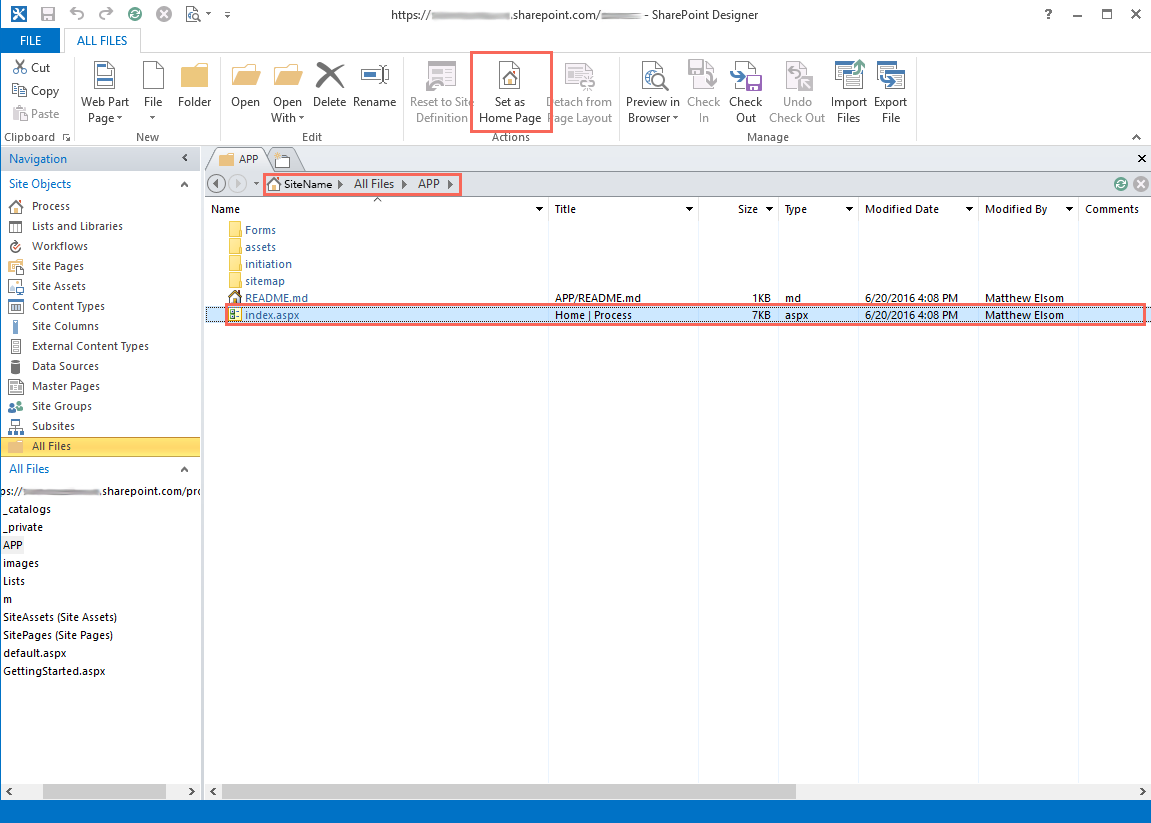 https:// .sharepoint.com/ - SharePoint Designer
?
FILE
ALL FILES
Cut
Copy
Paste
Clipboard
Web Part
Page
File
Folder
New
Open
Open
With
Delete
Rename
Edit
Reset to Site
Definition
Set as
Home Page
Detach from
Page Layout
Actions
Preview in
Browser
Check
In
Check
Out
Undo
Check Out
Import
Files
Export
File
Manage
Navigation
Site Objects
Process
Lists and Libraries
Workflows
Site Pages
Site Assets
Content Types
Site Columns
External Content Types
Data Sources
Master Pages
Site Groups
Subsites
All Files
All Files
ps:// .sharepoint.com/pro
_catalogs
_private
APP
images
Lists
m
SiteAssets (Site Assets)
SitePages (Site Pages)
default.aspx
GettingStarted.aspx
APP
SiteName All Files APP
Name Title Size Type Modified Date Modified By Comments
Forms
assets
initiation
sitemap
README.md APP/README.md 1KB md 6/20/2016 4:08 PM Matthew Elsom
index.aspx Home | Process 7KB aspx 6/20/2016 4:08 PM Matthew Elsom